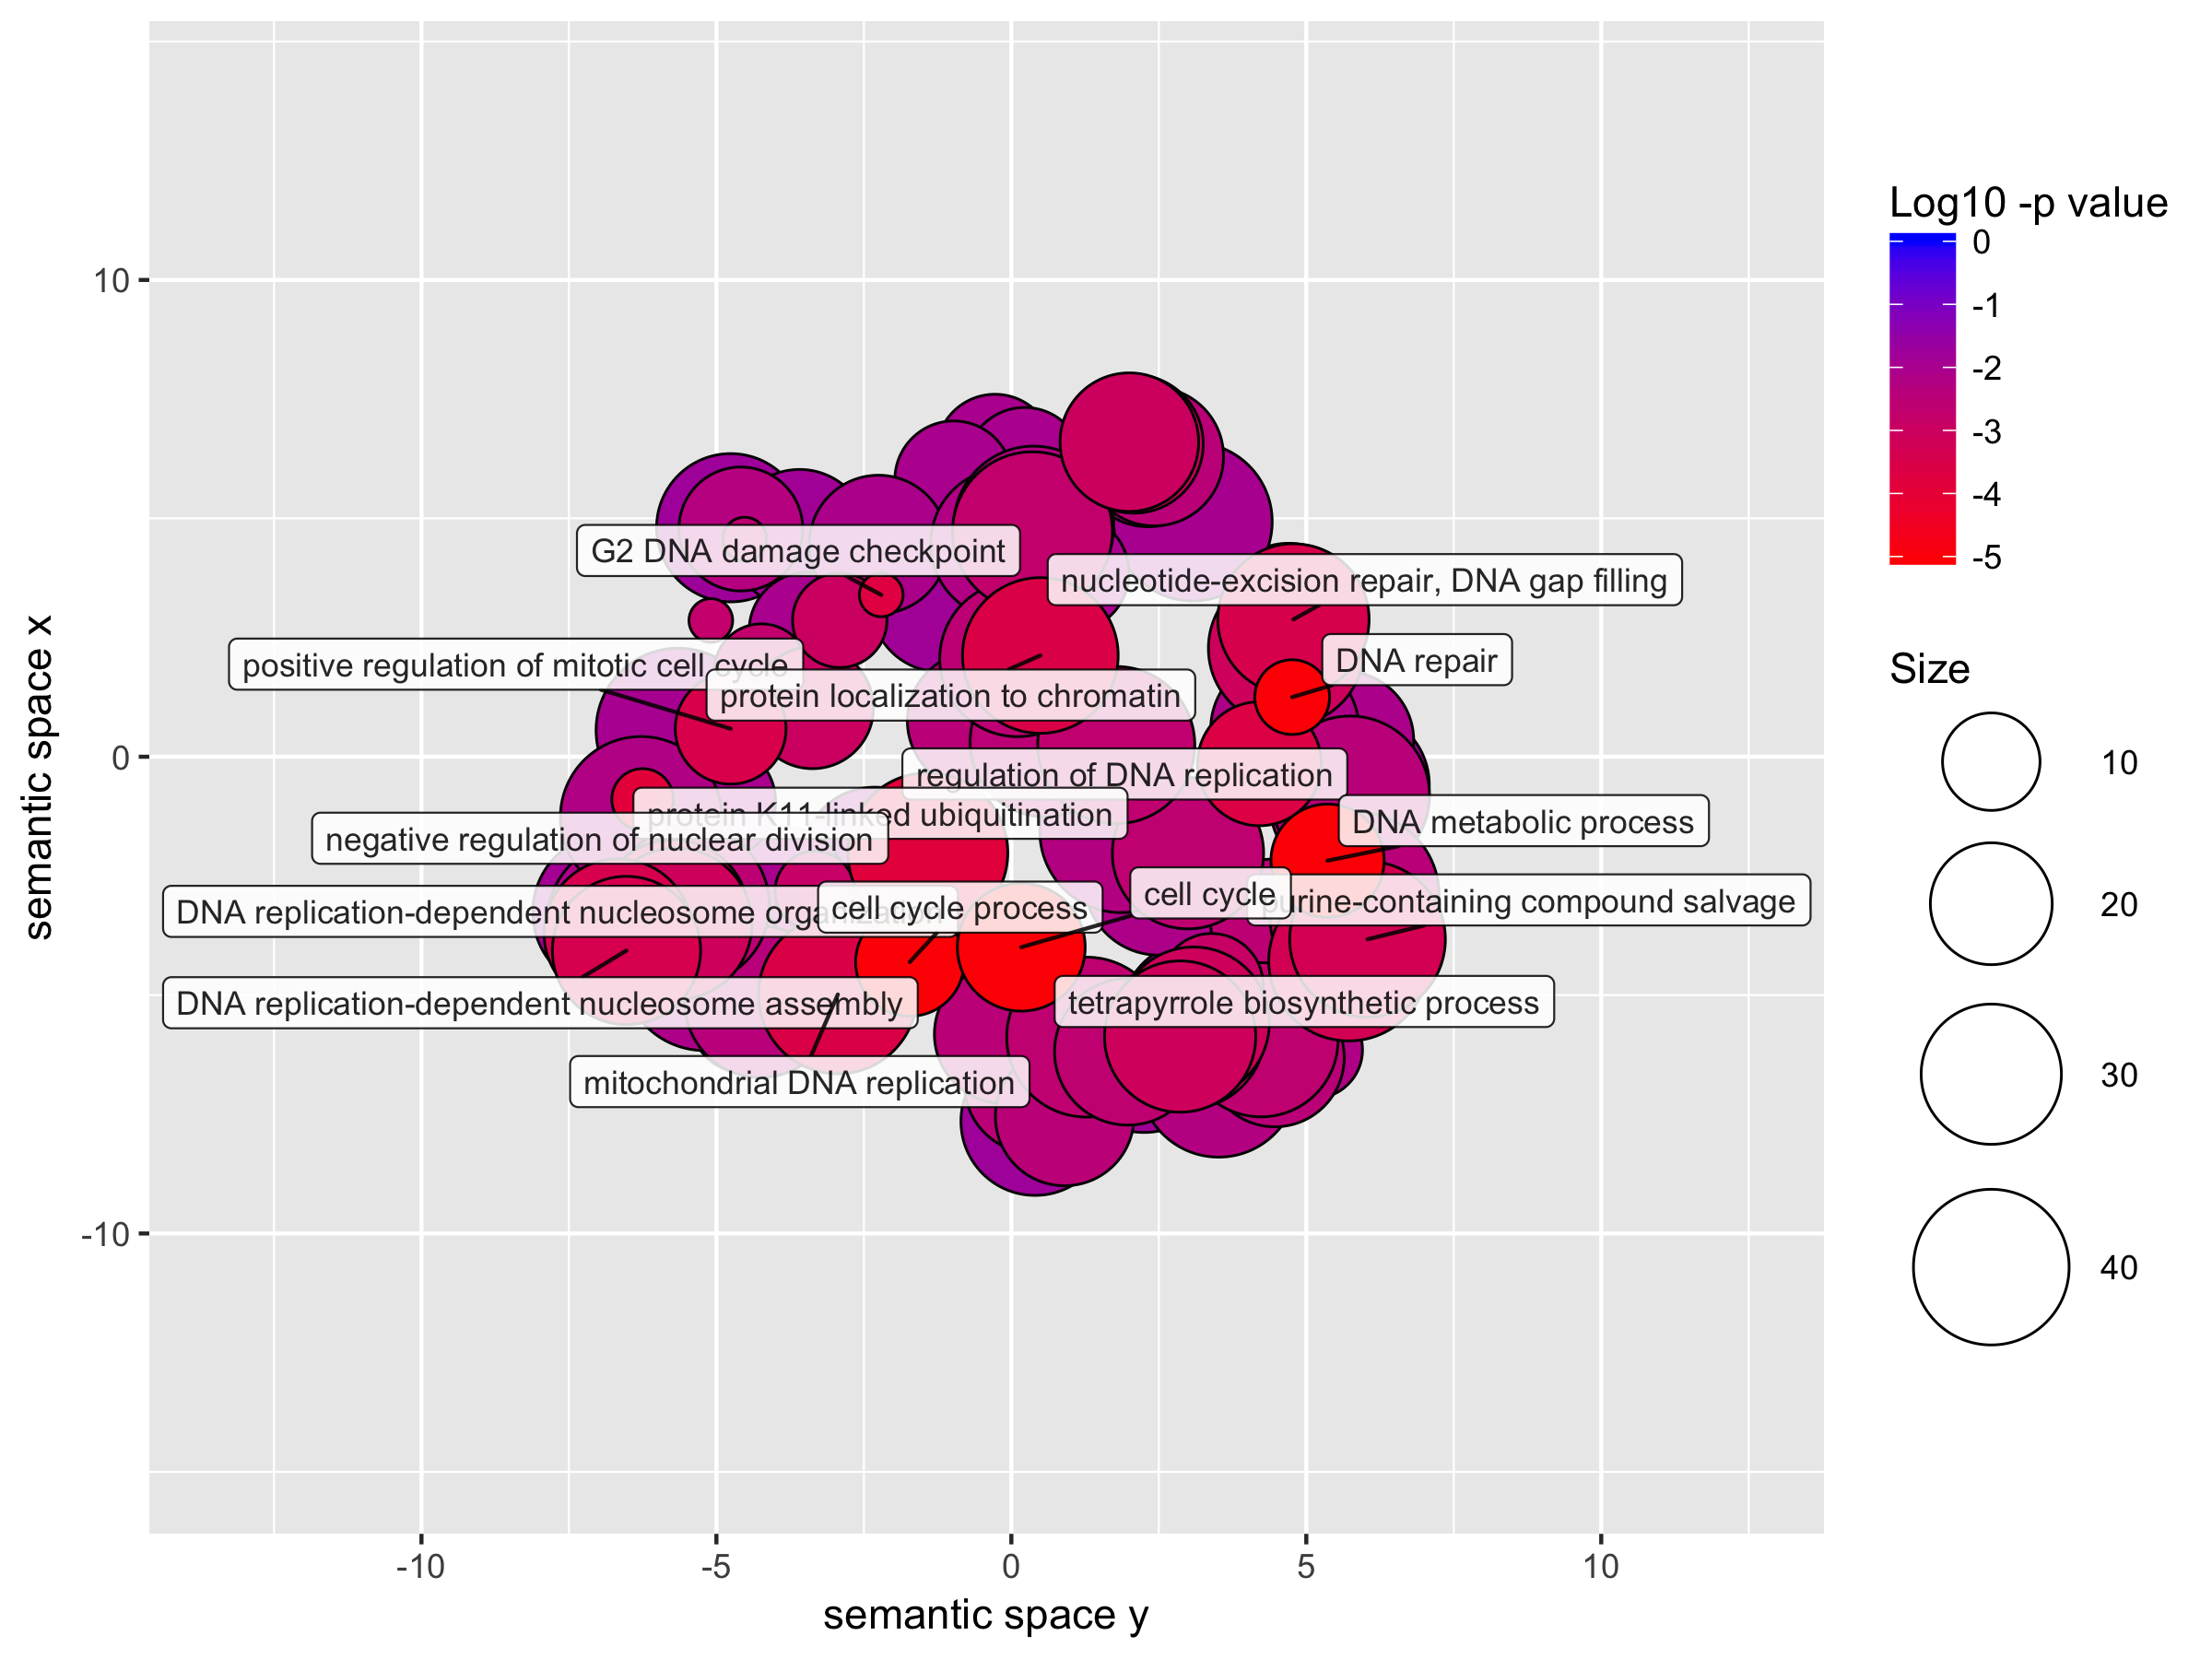 semantic space x
10
0
-10
-10
-5
0
5
10
semantic space y
G2 DNA damage checkpoint
nucleotide-excision repair, DNA gap filling
positive regulation of mitotic cell cycle
DNA repair
protein localization to chromatin
regulation of DNA replication
protein K11-linked ubiquitination
DNA metabolic process
negative regulation of nuclear division
cell cycle
purine-containing compound salvage
DNA replication-dependent nucleosome organization
cell cycle process
DNA replication-dependent nucleosome assembly
tetrapyrrole biosynthetic process
mitochondrial DNA replication
Log10 -p value
0
-1
-2
-3
-4
-5
Size
10
20
30
40